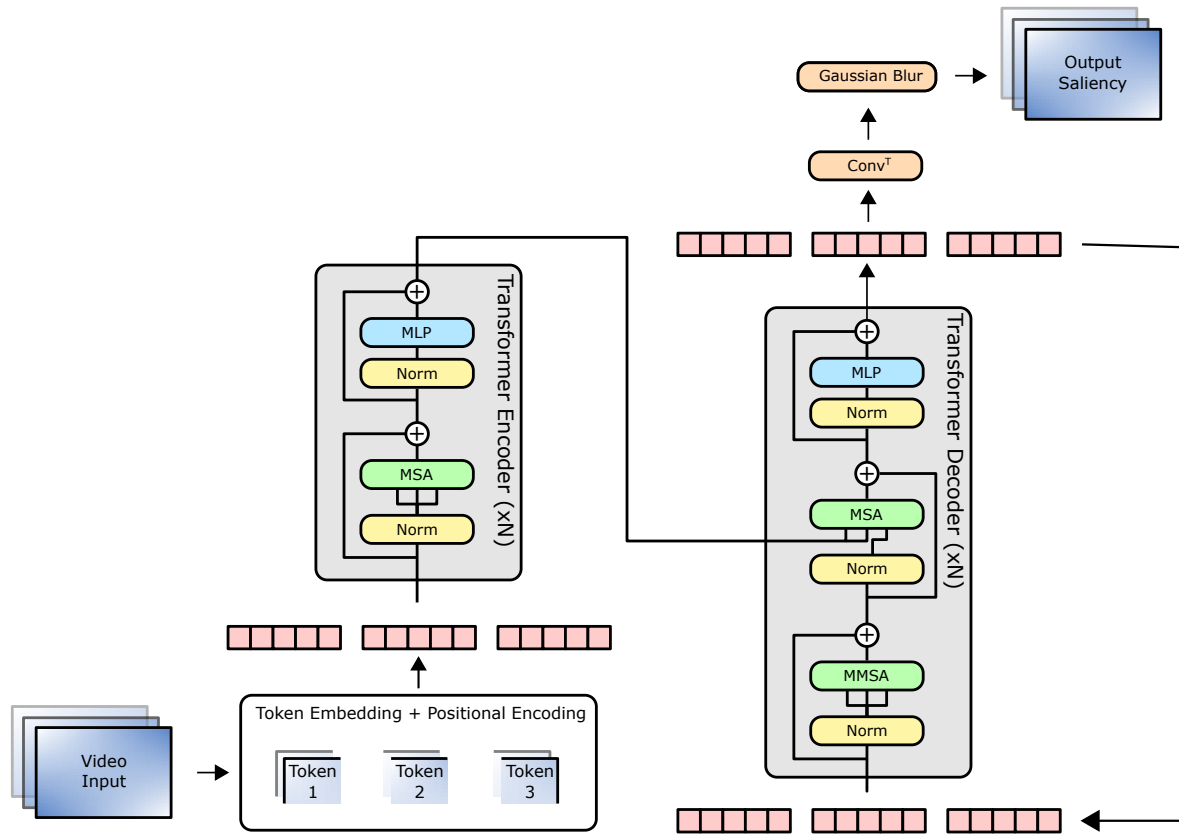 Output
Saliency
Gaussian Blur
Conv^T
Transformer Encoder (xN)
MLP
Norm
MSA
Norm
Transformer Decoder (xN)
MLP
Norm
MSA
Norm
MMSA
Norm
Video
Input
Token Embedding + Positional Encoding
Token
1
Token
2
Token
3